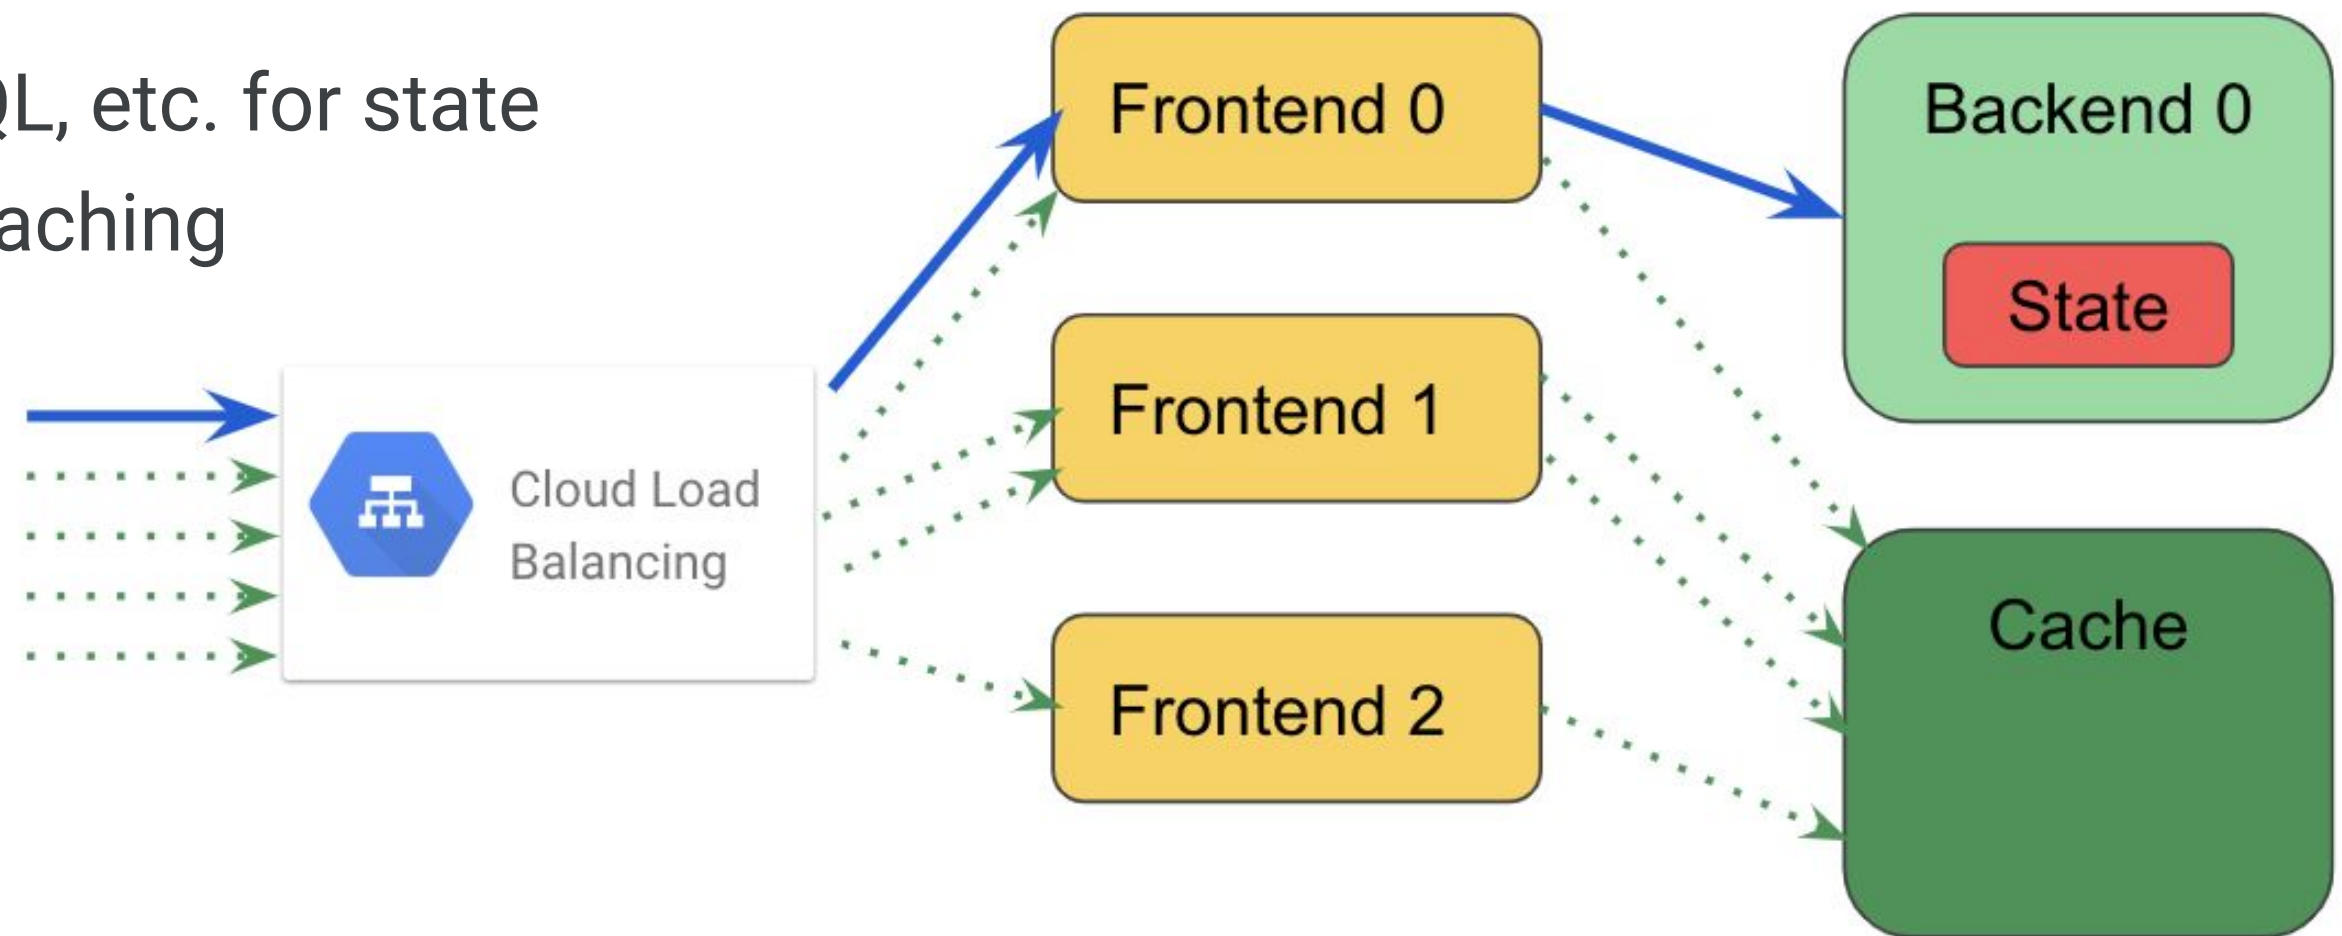 QL, etc. for state
aching
Frontend 0
Backend 0
State
Frontend 1
Cloud Load
Balancing
Cache
Frontend 2